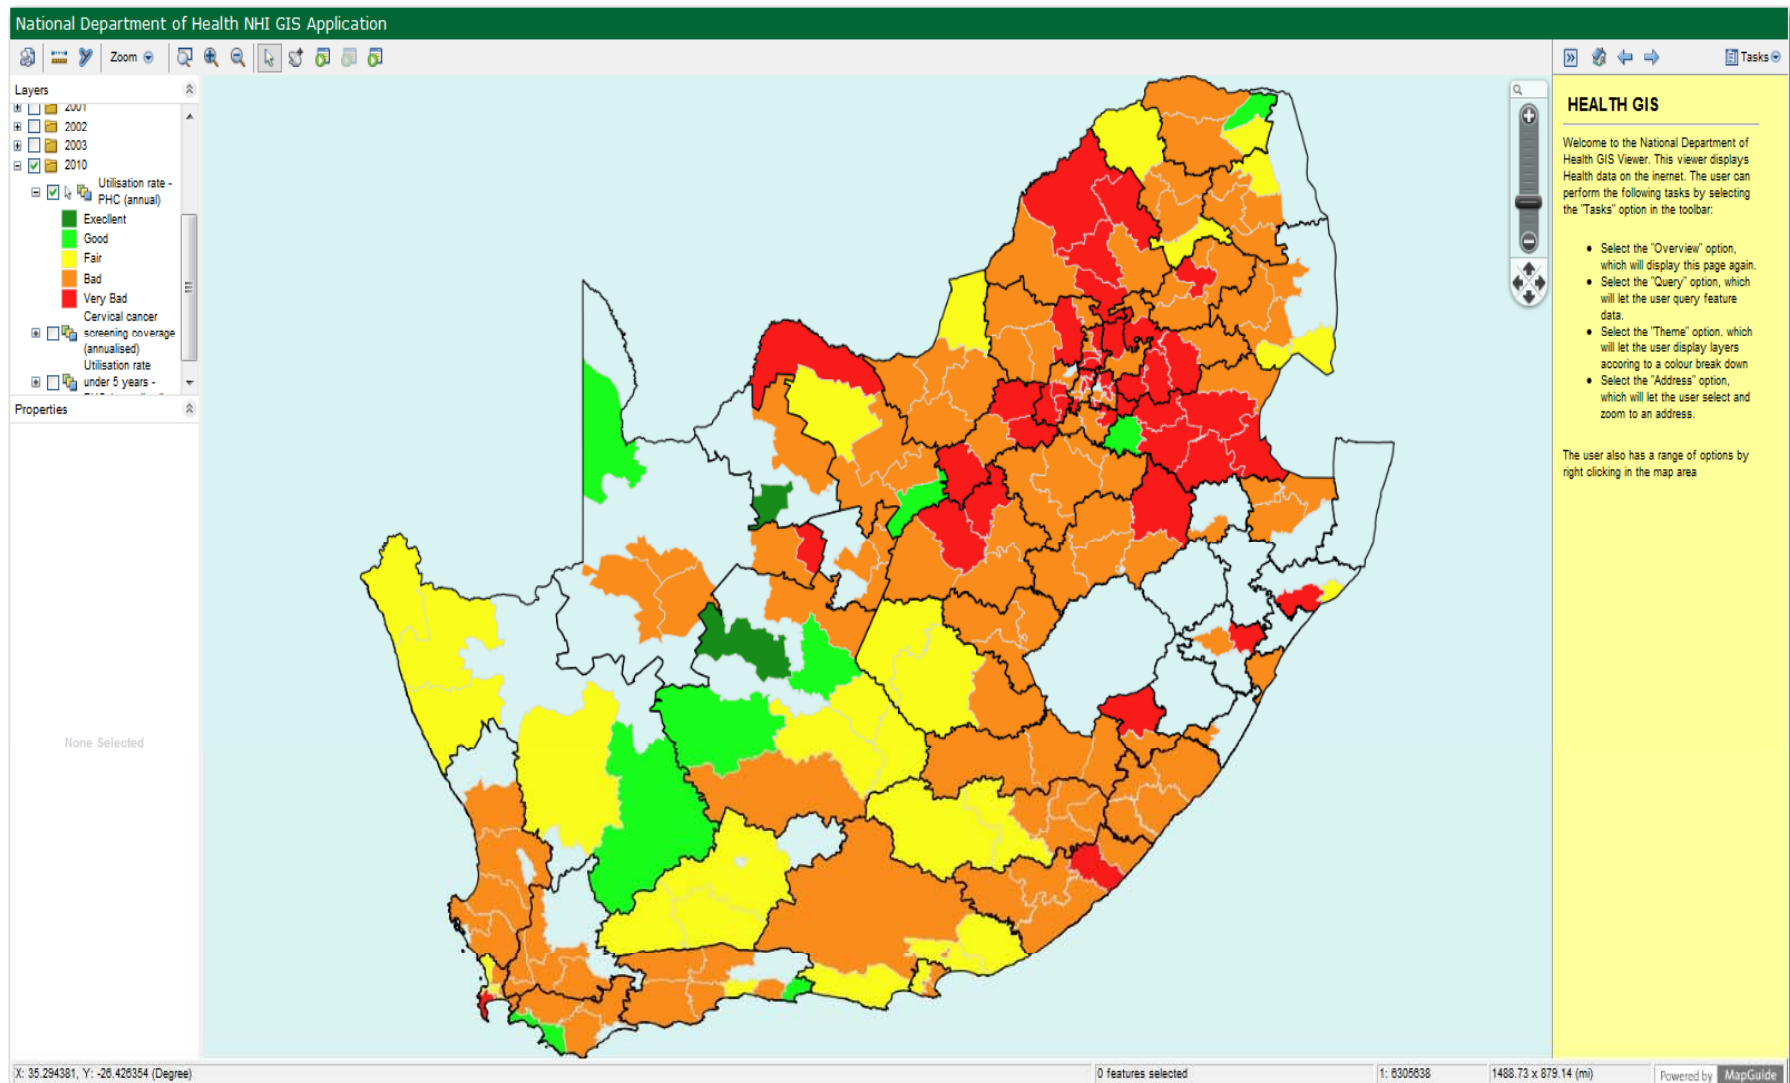 National Department of Health NHI GIS Application
Zoom
Tasks
Layers
2001
2002
2003
2010
Utilisation rate -
PHC (annual)
Execllent
Good
Fair
Bad
Very Bad
Cervical cancer
screening coverage
(annualised)
Utilisation rate
under 5 years -
Properties
None Selected
HEALTH GIS
Welcome to the National Department of
Health GIS Viewer. This viewer displays
Health data on the inernet. The user can
perform the following tasks by selecting
the "Tasks" option in the toolbar:
Select the "Overview" option,
which will display this page again.
Select the "Query" option, which
will let the user query feature
data.
Select the "Theme" option, which
will let the user display layers
accoring to a colour break down
Select the "Address" option,
which will let the user select and
zoom to an address.
The user also has a range of options by
right clicking in the map area
X: 35.294381, Y: -26.426354 (Degree)
0 features selected
1: 6305638
1488.73 x 879.14 (mi)
Powered by MapGuide